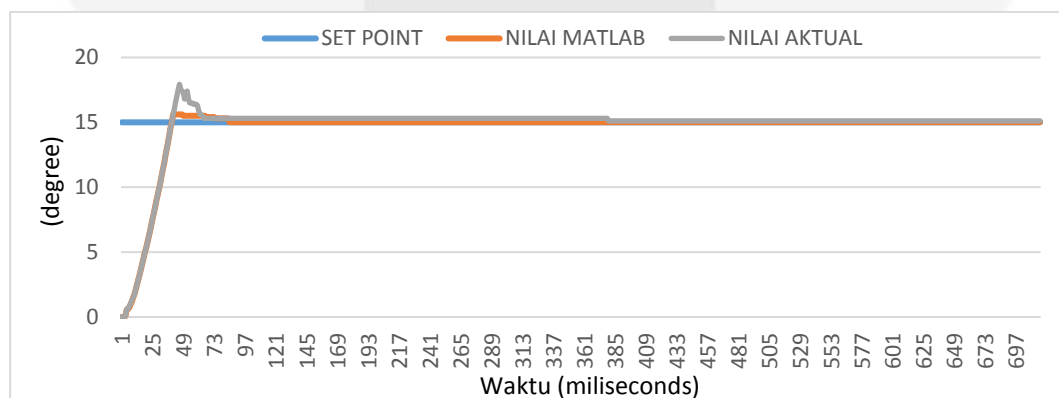 SET POINT NILAI MATLAB NILAI AKTUAL
20
15
10
5
0
(degree)
1 25 49 73 97 121 145 169 193 217 241 265 289 313 337 361 385 409 433 457 481 505 529 553 577 601 625 649 673 697
Waktu (miliseconds)